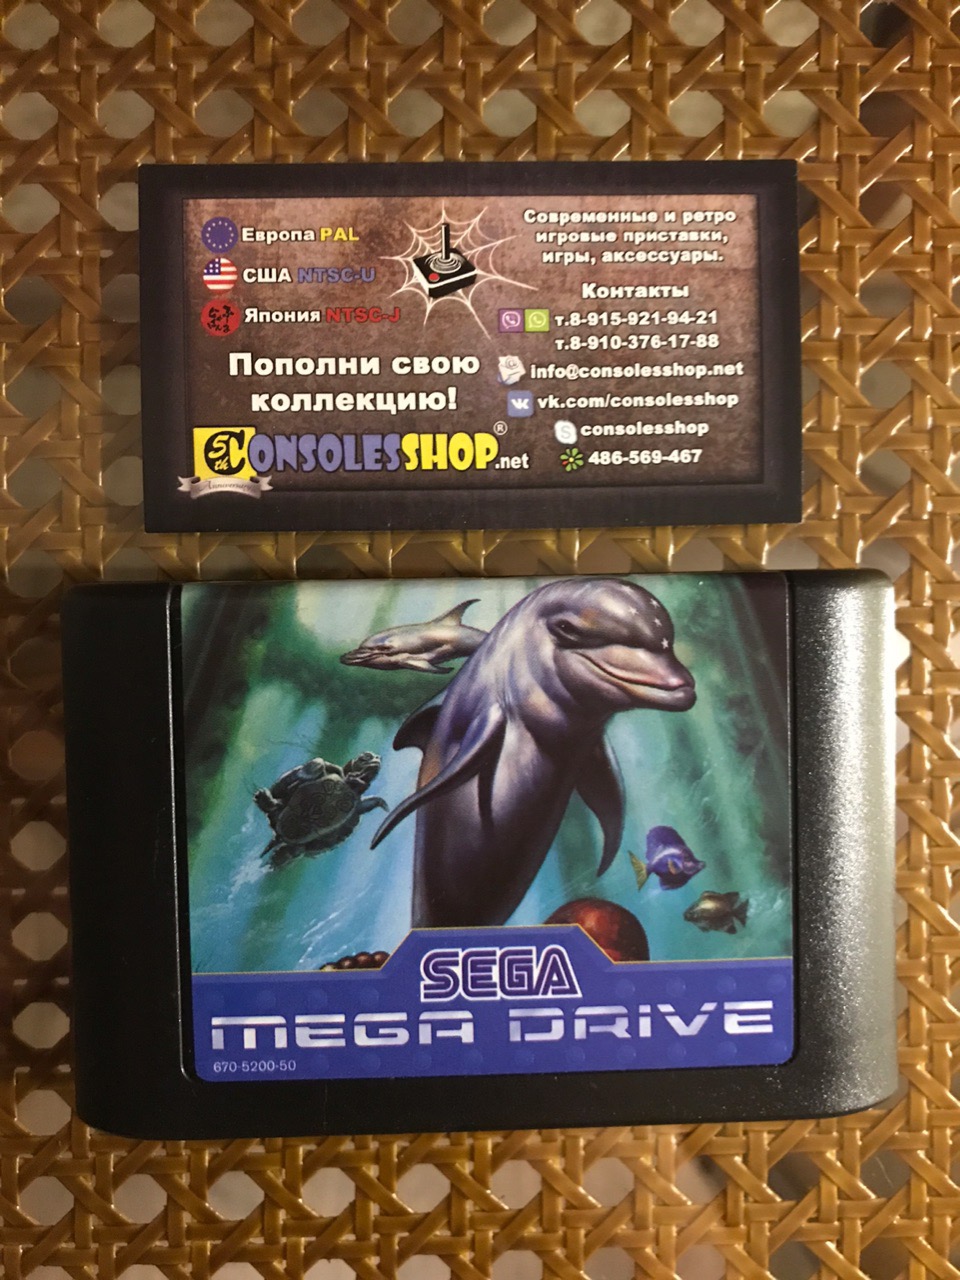 Европа PAL
США NTSC-U
Япония NTSC-J
Пополни свою
коллекцию!
5th CONSOLESSHOP.net®
Anniversary
Современные и ретро
игровые приставки,
игры, аксессуары.
Контакты
т.8-915-921-94-21
т.8-910-376-17-88
info@consolesshop.net
vk.com/consolesshop
consolesshop
486-569-467
SEGA
MEGA DRIVE
670-5200-50